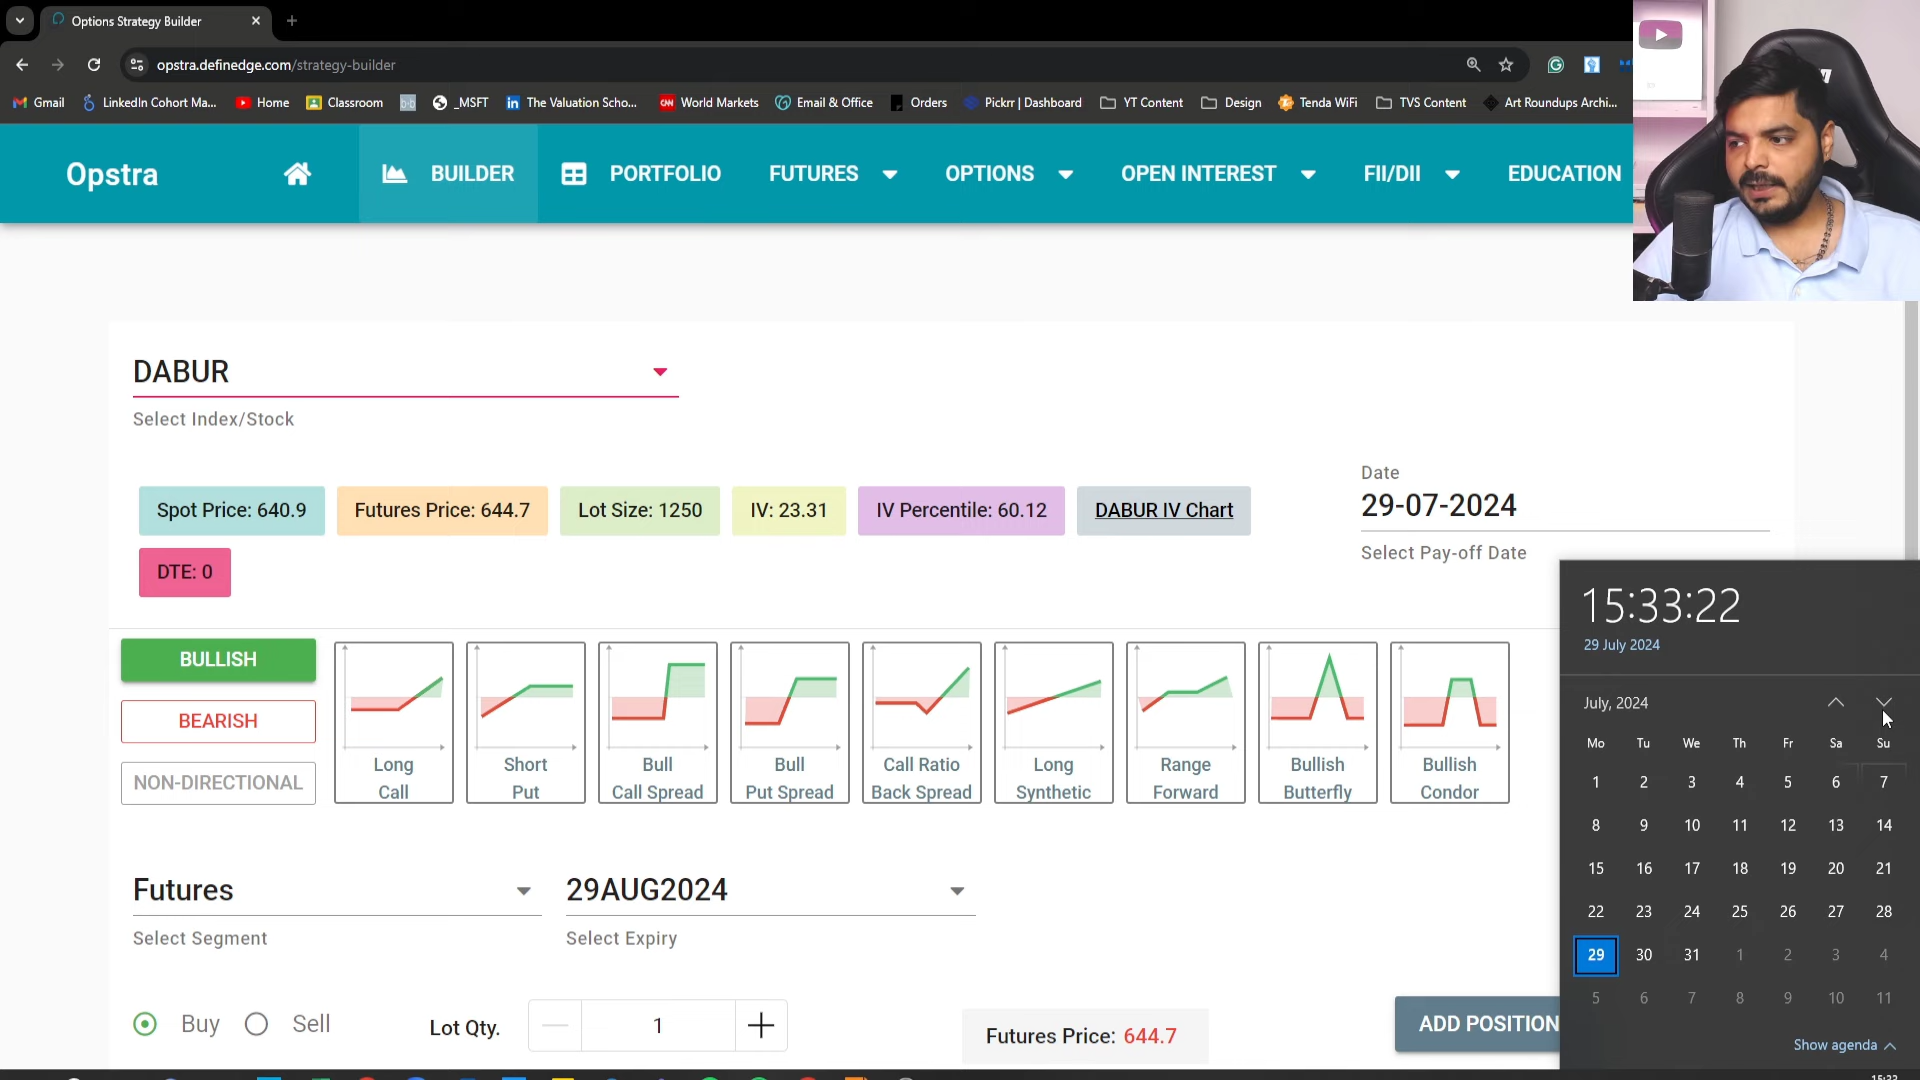 Options Strategy Builder
opstra.definedge.com/strategy-builder
Gmail
LinkedIn Cohort Ma...
Home
Classroom
_MSFT
The Valuation Scho...
World Markets
Email & Office
Orders
Pickrr | Dashboard
YT Content
Design
Tenda WiFi
TVS Content
Art Roundups Archi...
Opstra
BUILDER
PORTFOLIO
FUTURES
OPTIONS
OPEN INTEREST
FII/DII
EDUCATION
DABUR
Select Index/Stock
Spot Price: 640.9
Futures Price: 644.7
Lot Size: 1250
IV: 23.31
IV Percentile: 60.12
DABUR IV Chart
DTE: 0
Date
29-07-2024
Select Pay-off Date
BULLISH
BEARISH
NON-DIRECTIONAL
Long
Call
Short
Put
Bull
Call Spread
Bull
Put Spread
Call Ratio
Back Spread
Long
Synthetic
Range
Forward
Bullish
Butterfly
Bullish
Condor
Futures
Select Segment
29AUG2024
Select Expiry
Buy
Sell
Lot Qty.
1
Futures Price: 644.7
ADD POSITION
15:33:22
29 July 2024
July, 2024
Mo Tu We Th Fr Sa Su
1 2 3 4 5 6 7
8 9 10 11 12 13 14
15 16 17 18 19 20 21
22 23 24 25 26 27 28
29 30 31 1 2 3 4
5 6 7 8 9 10 11
Show agenda